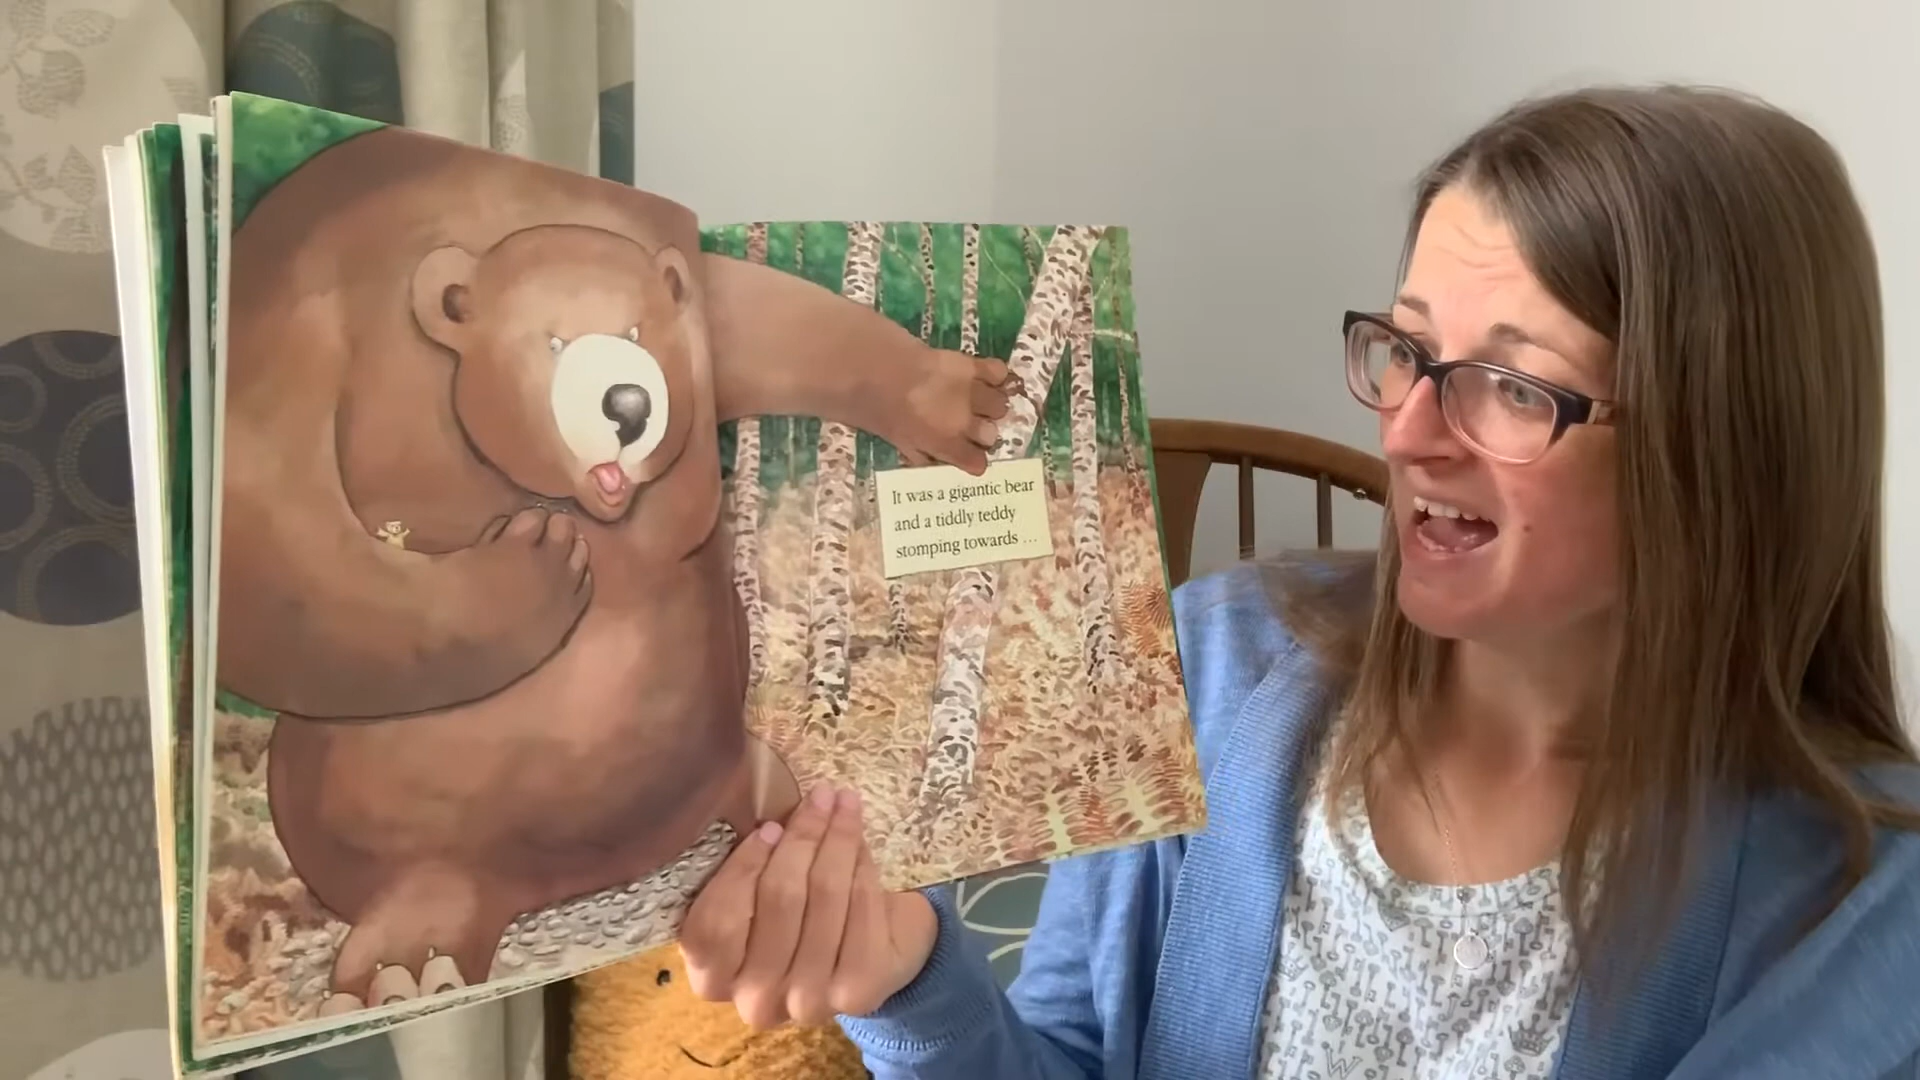 It was a gigantic bear
and a tiddly teddy
stomping towards ...